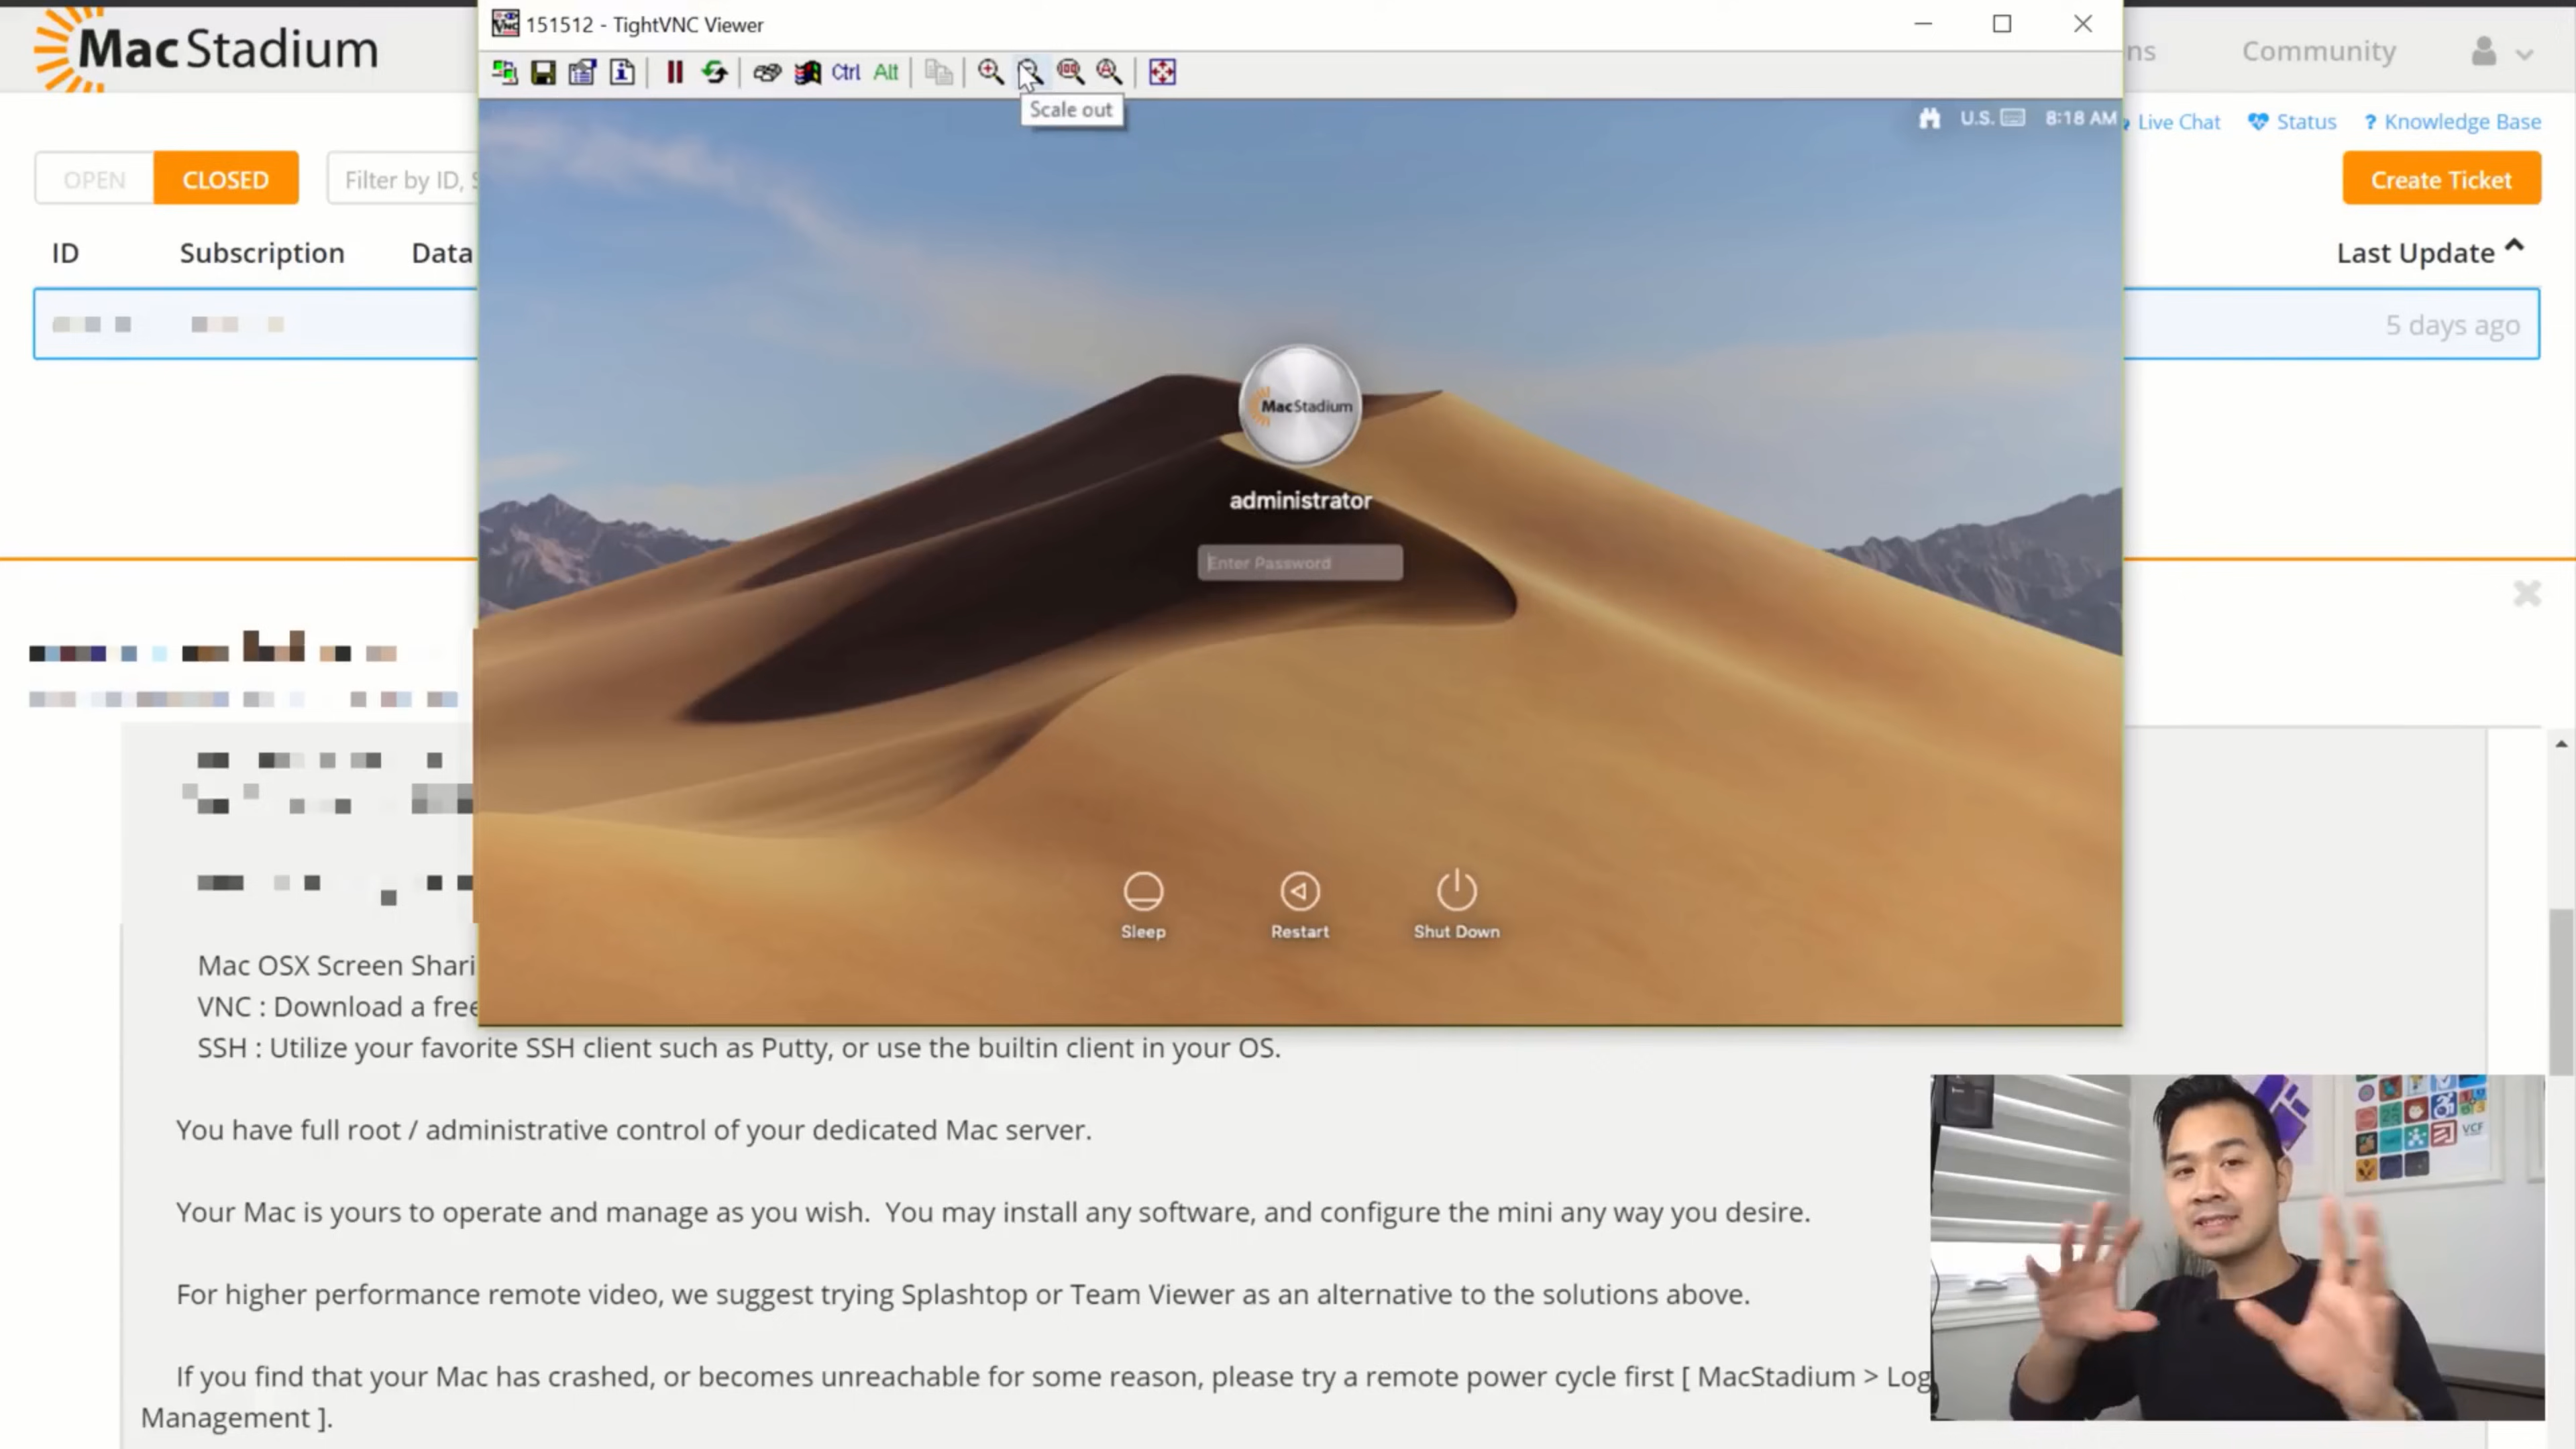 MacStadium
151512 - TightVNC Viewer
ns
Community
Ctrl
Alt
Scale out
U.S.
8:18 AM
Live Chat
Status
? Knowledge Base
OPEN
CLOSED
Filter by ID, S
Create Ticket
ID
Subscription
Data
Last Update
5 days ago
MacStadium
administrator
Enter Password
Sleep
Restart
Shut Down
Mac OSX Screen Shari
VNC : Download a free
SSH : Utilize your favorite SSH client such as Putty, or use the builtin client in your OS.
You have full root / administrative control of your dedicated Mac server.
Your Mac is yours to operate and manage as you wish.  You may install any software, and configure the mini any way you desire.
For higher performance remote video, we suggest trying Splashtop or Team Viewer as an alternative to the solutions above.
If you find that your Mac has crashed, or becomes unreachable for some reason, please try a remote power cycle first [ MacStadium > Log
Management ].
VCF